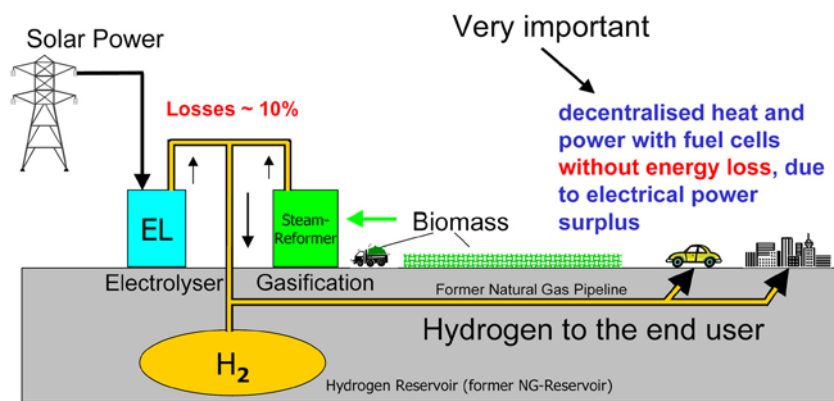 Solar Power
Very important
Losses ~ 10%
decentralised heat and
power with fuel cells
without energy loss, due
to electrical power
surplus
EL
Steam-
Reformer
Biomass
Electrolyser
Gasification
Former Natural Gas Pipeline
Hydrogen to the end user
H₂
Hydrogen Reservoir (former NG-Reservoir)